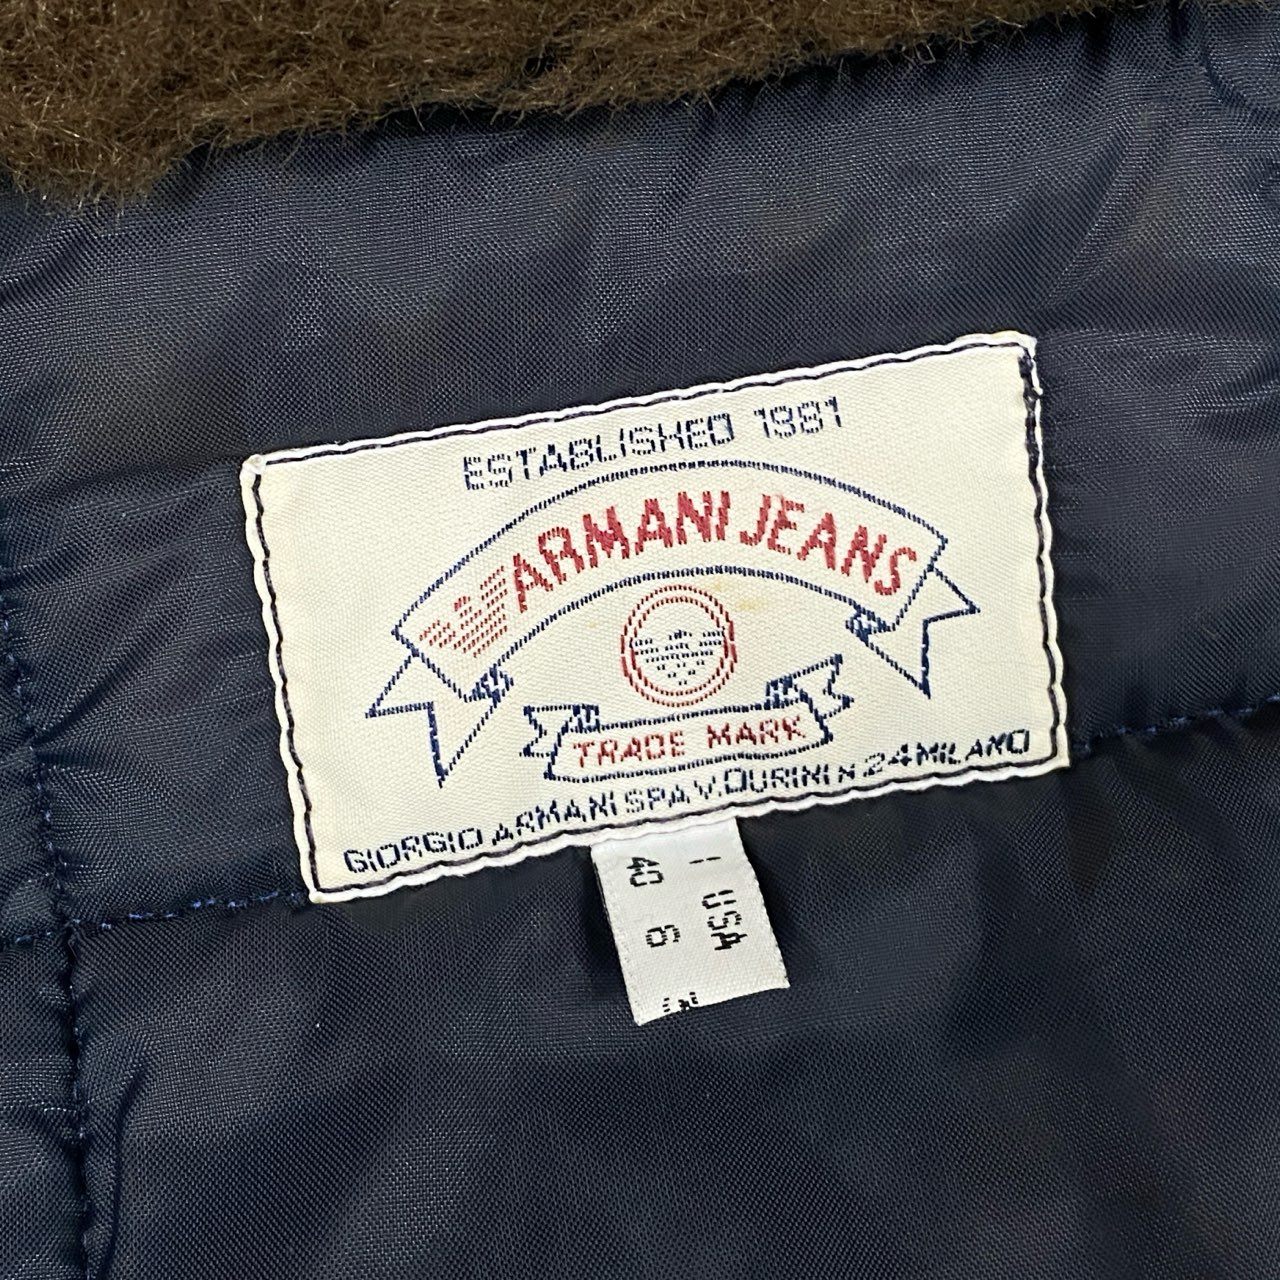 ESTABLISHED 1981
ARMANI JEANS
TRADE MARK
GIORGIO ARMANI SPA V. DURINI N 24 MILANO
I USA
40 6